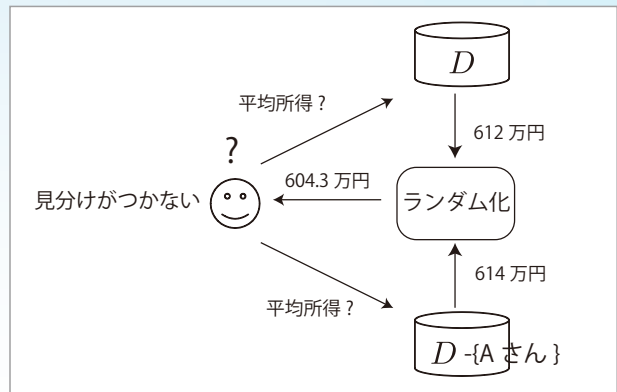 D
平均所得 ?
612 万円
?
604.3 万円
見分けがつかない
ランダム化
614 万円
平均所得 ?
D -{A さん }